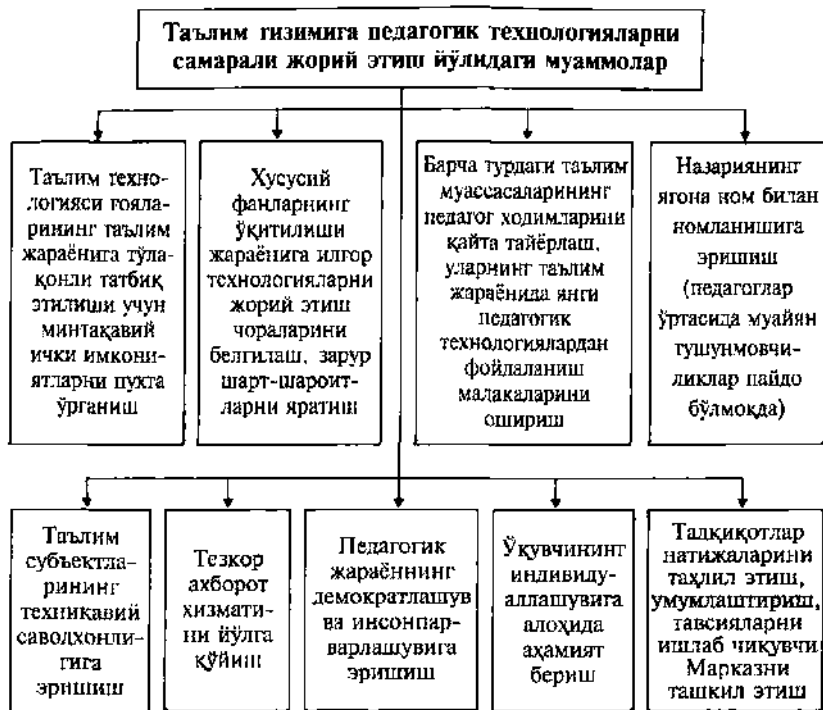 Таълим тизимига педагогик технологияларни
самарали жорий этиш йўлидаги муаммолар
Таълим техно-
логияси ғояла-
рининг таълим
жараёнига тўла-
қонли татбиқ
этилиши учун
минтақавий
ички имкони-
ятларни пухта
ўрганиш
Хусусий
фанларнинг
ўқитилиши
жараёнига илғор
технологияларни
жорий этиш
чораларини
белгилаш, зарур
шарт-шароит-
ларни яратиш
Барча турдаги таълим
муассасаларининг
педагог ходимларини
қайта тайёрлаш,
уларнинг таълим
жараёнида янги
педагогик
технологиялардан
фойдаланиш
малакаларини
ошириш
Назариянинг
ягона ном билан
номланишига
эришиш
(педагоглар
ўртасида муайян
тушунмовчи-
ликлар пайдо
бўлмоқда)
Таълим
субъектла-
рининг
техникавий
саводхонли-
гига
эришиш
Тезкор
ахборот
хизмати-
ни йўлга
қўйиш
Педагогик
жараённинг
демократлашув
ва инсонпар-
варлашувига
эришиш
Ўқувчининг
индивиду-
аллашувига
алоҳида
аҳамият
бериш
Тадқиқотлар
натижаларини
таҳлил этиш,
умумлаштириш,
тавсияларни
ишлаб чиқувчи
Марказни
ташкил этиш